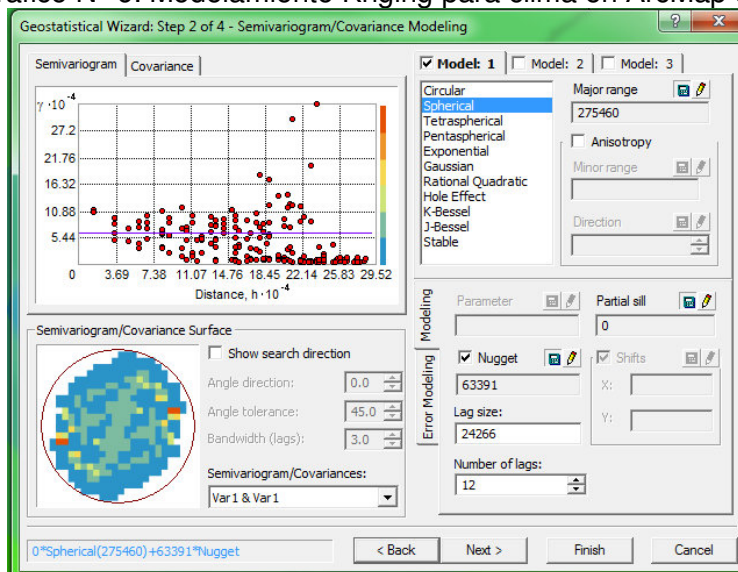 Modelamiento Kriging para clima en ArcMap
Geostatistical Wizard: Step 2 of 4 - Semivariogram/Covariance Modeling
Semivariogram
Covariance
γ·10 -4
27.2
21.76
16.32
10.88
5.44
0 3.69 7.38 11.07 14.76 18.45 22.14 25.83 29.52
Distance, h·10 -4
Semivariogram/Covariance Surface
Show search direction
Angle direction: 0.0
Angle tolerance: 45.0
Bandwidth (lags): 3.0
Semivariogram/Covariances:
Var1 & Var1
Model: 1
Model: 2
Model: 3
Circular
Spherical
Tetraspherical
Pentaspherical
Exponential
Gaussian
Rational Quadratic
Hole Effect
K-Bessel
J-Bessel
Stable
Major range
275460
Anisotropy
Minor range
Direction
Modeling
Error Modeling
Parameter
Partial sill
0
Nugget
63391
Shifts
X:
Y:
Lag size:
24266
Number of lags:
12
0*Spherical(275460)+63391*Nugget
< Back
Next >
Finish
Cancel